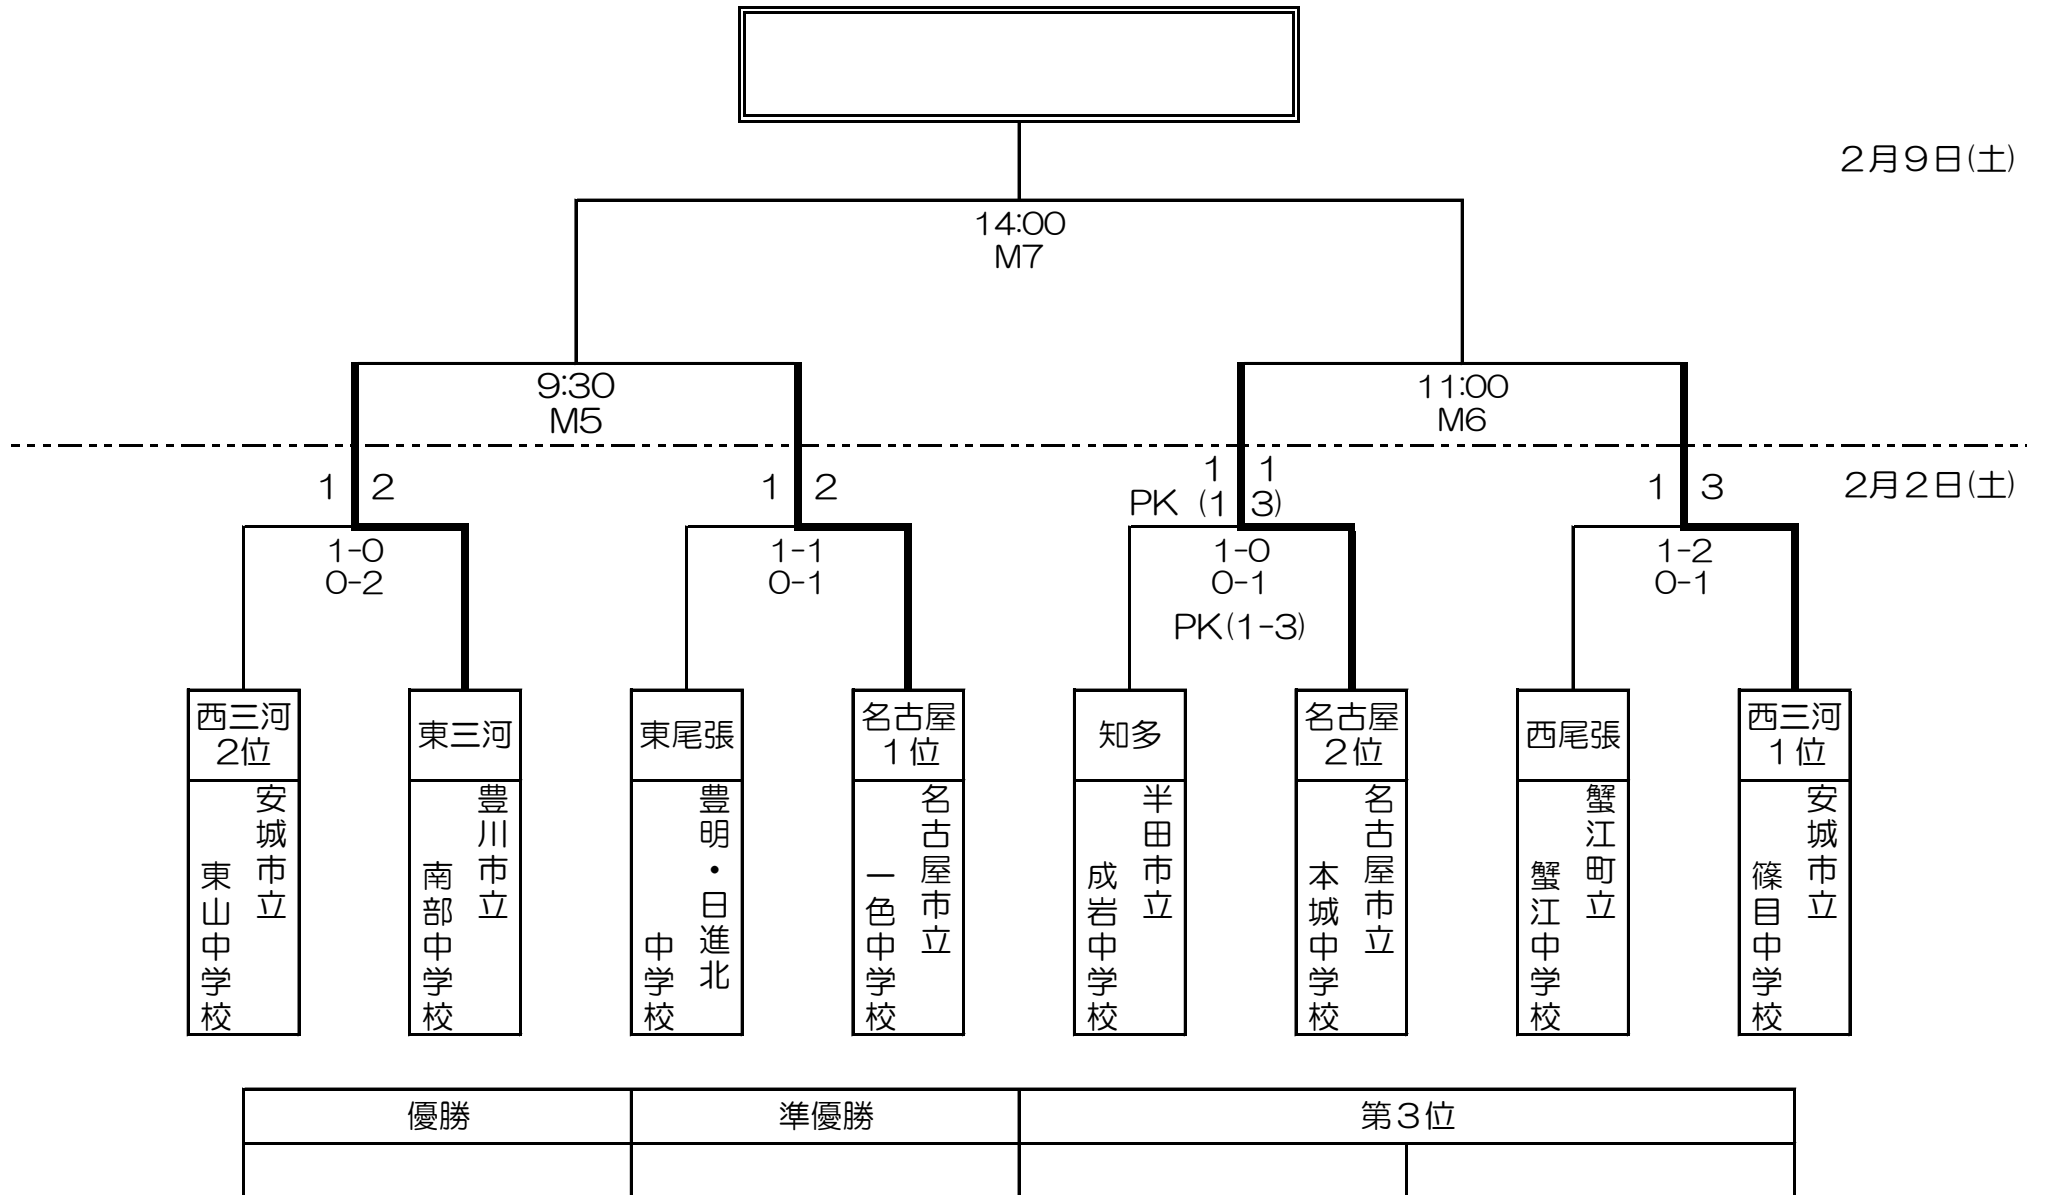 ２月９日(土)
14:00
M7
9:30
M5
11:00
M6
２月２日(土)
1 2
1-0
0-2
1 2
1-1
0-1
1 1
PK (1 3)
1-0
0-1
PK(1-3)
1 3
1-2
0-1
西三河
２位
安城市立
東山中学校
東三河
豊川市立
南部中学校
東尾張
豊明・日進北
中学校
名古屋
１位
名古屋市立
一色中学校
知多
半田市立
成岩中学校
名古屋
２位
名古屋市立
本城中学校
西尾張
蟹江町立
蟹江中学校
西三河
１位
安城市立
篠目中学校
優勝
準優勝
第３位